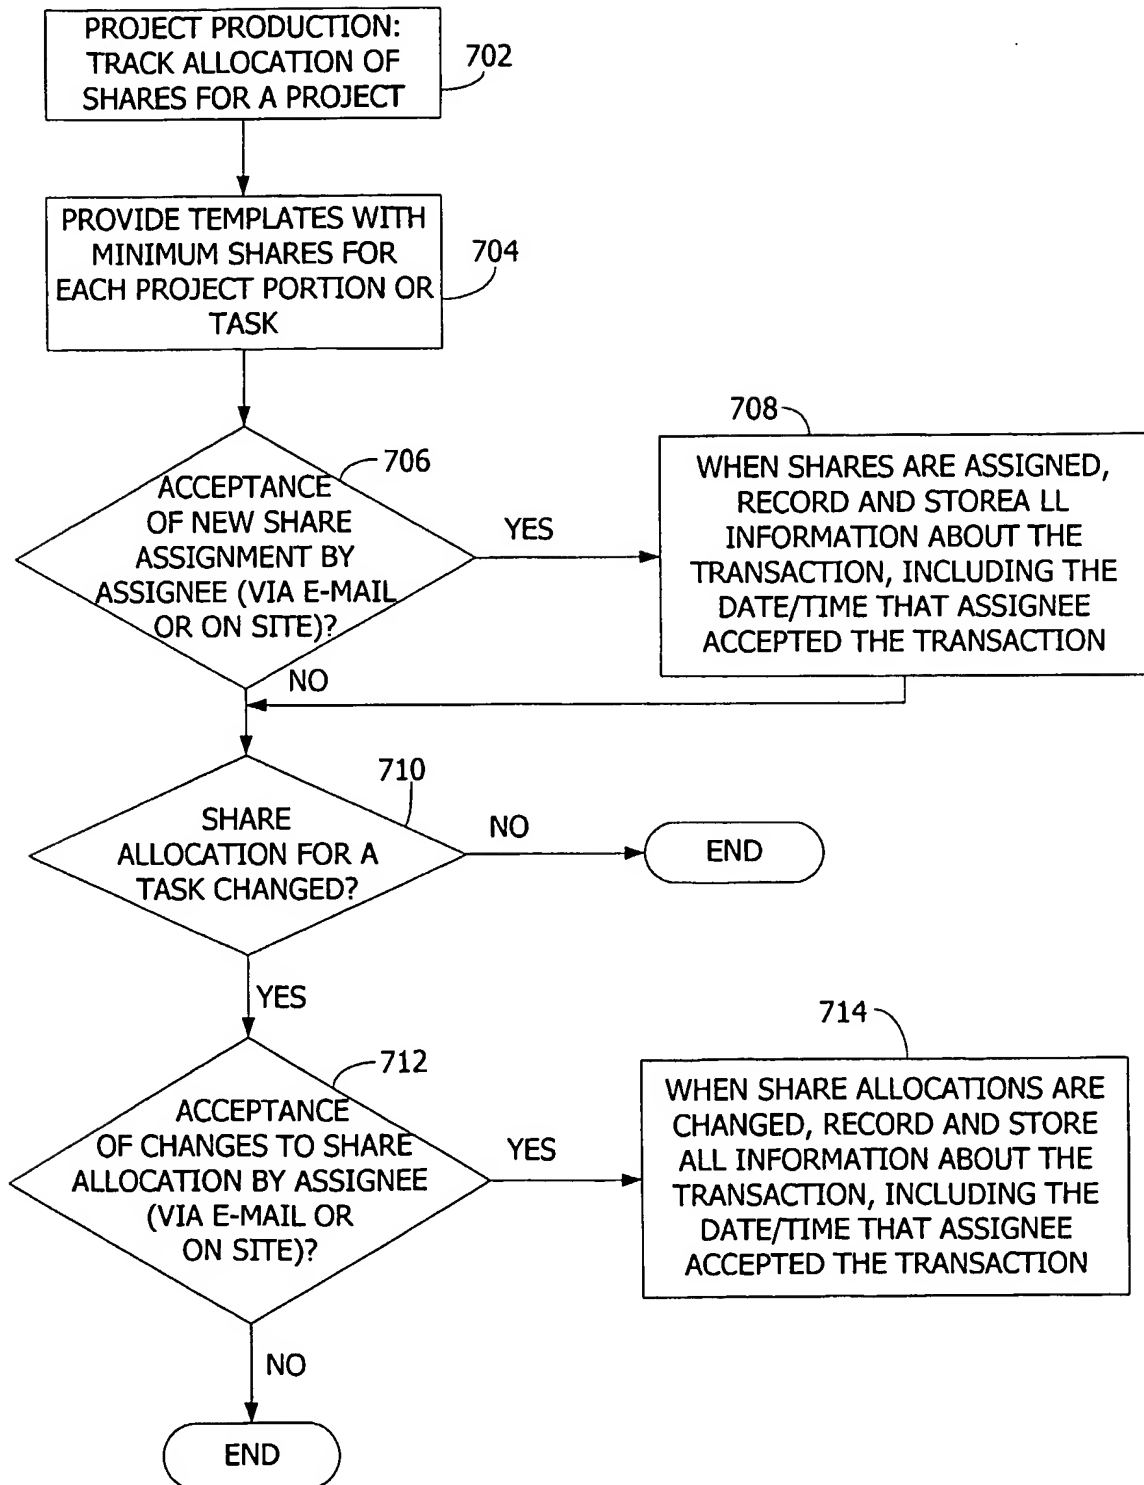 PROJECT PRODUCTION:
TRACK ALLOCATION OF
SHARES FOR A PROJECT
702
PROVIDE TEMPLATES WITH
MINIMUM SHARES FOR
EACH PROJECT PORTION OR
TASK
704
706
ACCEPTANCE
OF NEW SHARE
ASSIGNMENT BY
ASSIGNEE (VIA E-MAIL
OR ON SITE)?
YES
708
WHEN SHARES ARE ASSIGNED,
RECORD AND STOREA LL
INFORMATION ABOUT THE
TRANSACTION, INCLUDING THE
DATE/TIME THAT ASSIGNEE
ACCEPTED THE TRANSACTION
NO
710
SHARE
ALLOCATION FOR A
TASK CHANGED?
NO
END
YES
712
ACCEPTANCE
OF CHANGES TO SHARE
ALLOCATION BY ASSIGNEE
(VIA E-MAIL OR
ON SITE)?
YES
714
WHEN SHARE ALLOCATIONS ARE
CHANGED, RECORD AND STORE
ALL INFORMATION ABOUT THE
TRANSACTION, INCLUDING THE
DATE/TIME THAT ASSIGNEE
ACCEPTED THE TRANSACTION
NO
END